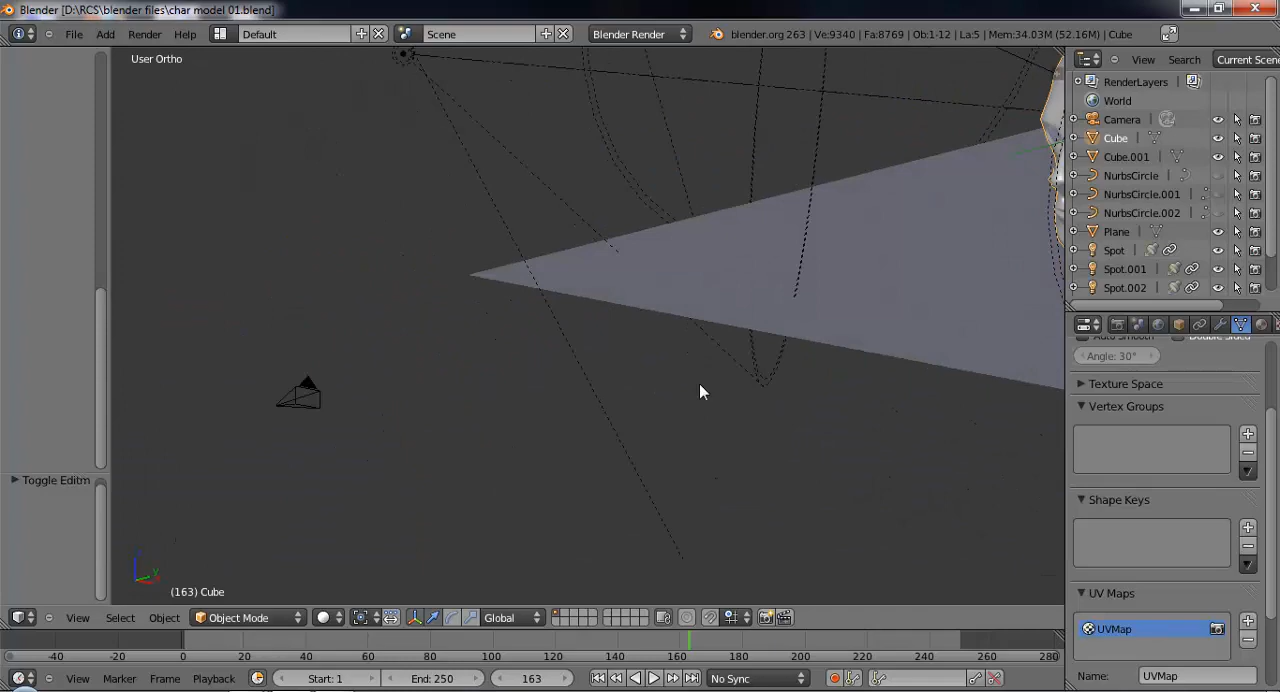 Blender [D:\RCS\blender files\char model 01.blend]
File Add Render Help Default Scene Blender Render blender.org 263 | Ve:9340 | Fa:8769 | Ob:1-12 | La:5 | Mem:34.03M (52.16M) | Cube
User Ortho
View Search Current Scene
RenderLayers
World
Camera
Cube
Cube.001
NurbsCircle
NurbsCircle.001
NurbsCircle.002
Plane
Spot
Spot.001
Spot.002
Auto Smooth Double Sided
Angle: 30°
Texture Space
Vertex Groups
Shape Keys
UV Maps
UVMap
Name: UVMap
Toggle Editm
(163) Cube
View Select Object Object Mode Global
-40 -20 0 20 40 60 80 100 120 140 160 180 200 220 240 260 280
View Marker Frame Playback Start: 1 End: 250 163 No Sync